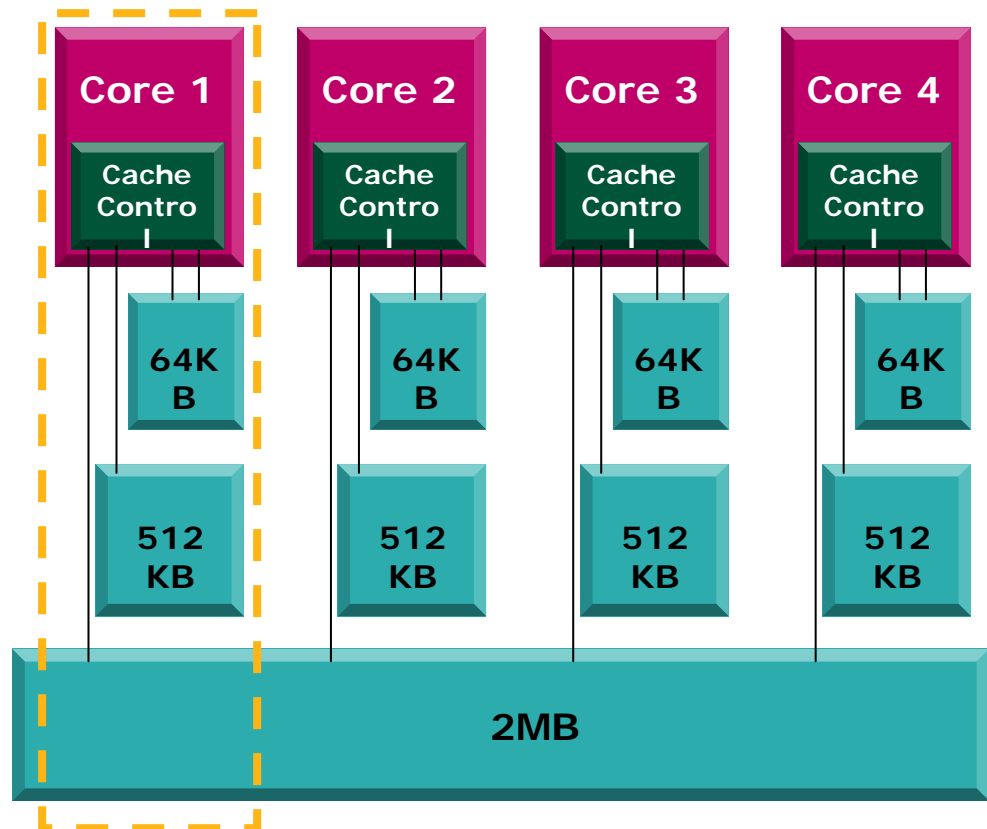 Core 1
Core 2
Core 3
Core 4
Cache
Contro
l
Cache
Contro
l
Cache
Contro
l
Cache
Contro
l
64K
B
64K
B
64K
B
64K
B
512
KB
512
KB
512
KB
512
KB
2MB